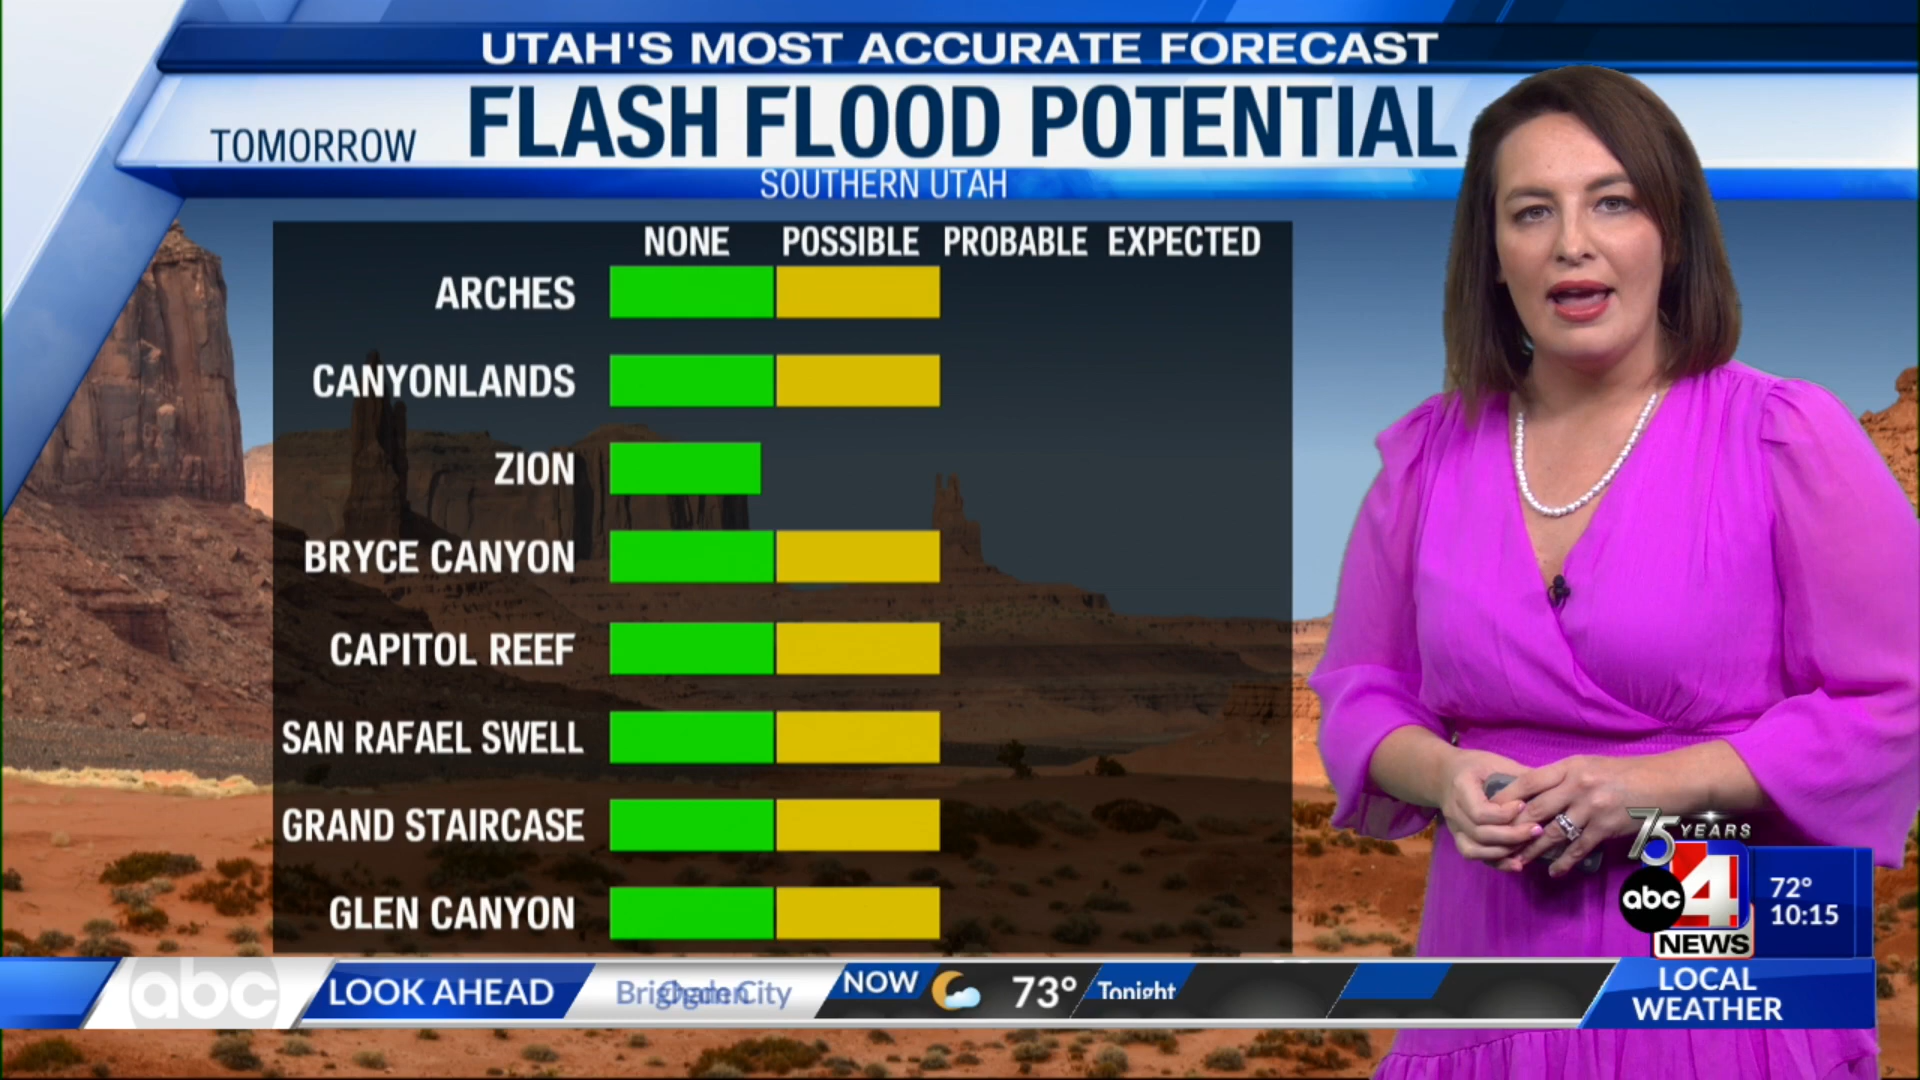 UTAH'S MOST ACCURATE FORECAST
TOMORROW FLASH FLOOD POTENTIAL
SOUTHERN UTAH
NONE POSSIBLE PROBABLE EXPECTED
ARCHES
CANYONLANDS
ZION
BRYCE CANYON
CAPITOL REEF
SAN RAFAEL SWELL
GRAND STAIRCASE
GLEN CANYON
75 YEARS
abc 4
NEWS
72°
10:15
abc LOOK AHEAD Brigham City NOW 73° Tonight
LOCAL
WEATHER